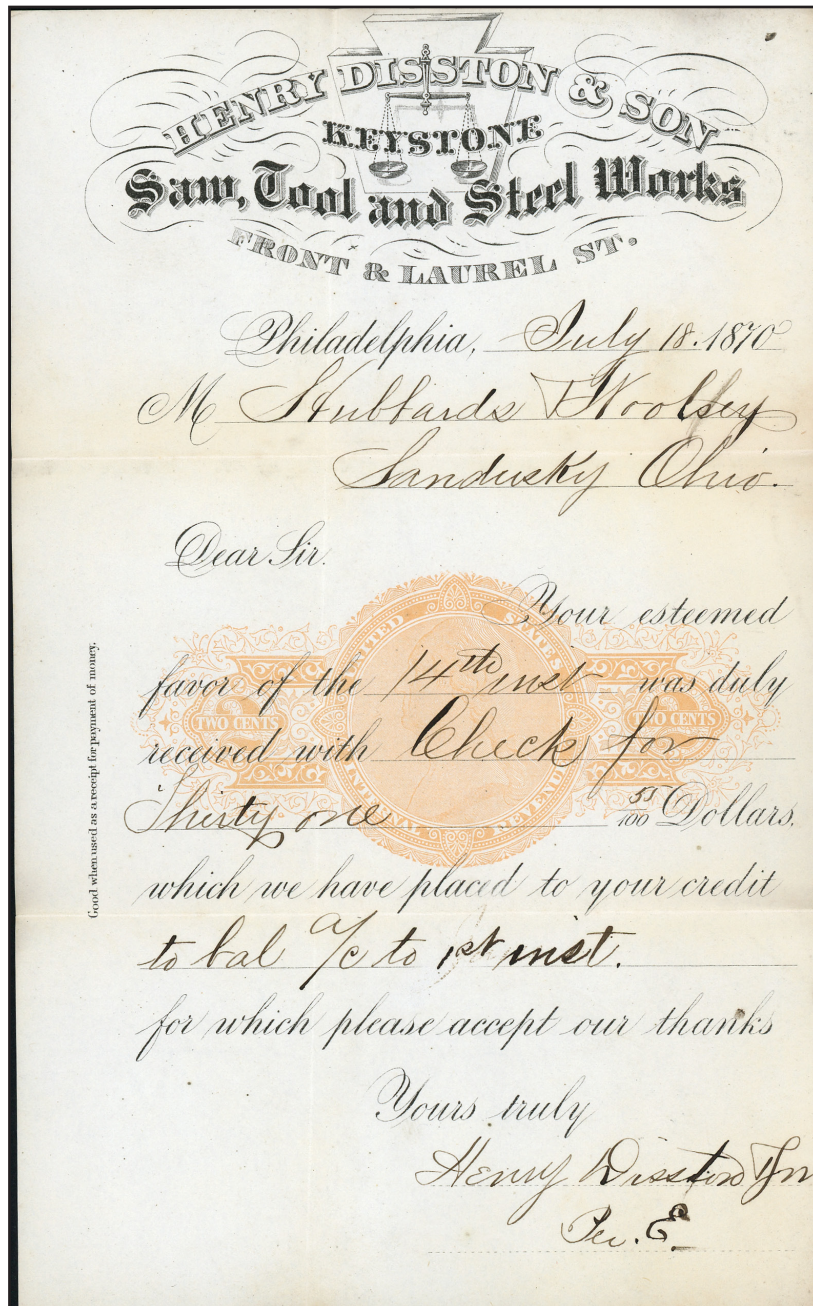 HENRY DISSTON & SON
KEYSTONE
Saw, Tool and Steel Works
FRONT & LAUREL ST.
Philadelphia, July 18. 1870
M Hubbards & Woolsey
Sandusky Ohio.
Dear Sir.
Your esteemed
favor of the 14th inst was duly
received with Check for
Thirty one 55/100 Dollars.
which we have placed to your credit
to bal a/c to 1st inst.
for which please accept our thanks
Yours truly
Henry Disston & Son
Per. E.
Good when used as a receipt for payment of money.
UNITED STATES
INTERNAL REVENUE
TWO CENTS
TWO CENTS
2
2